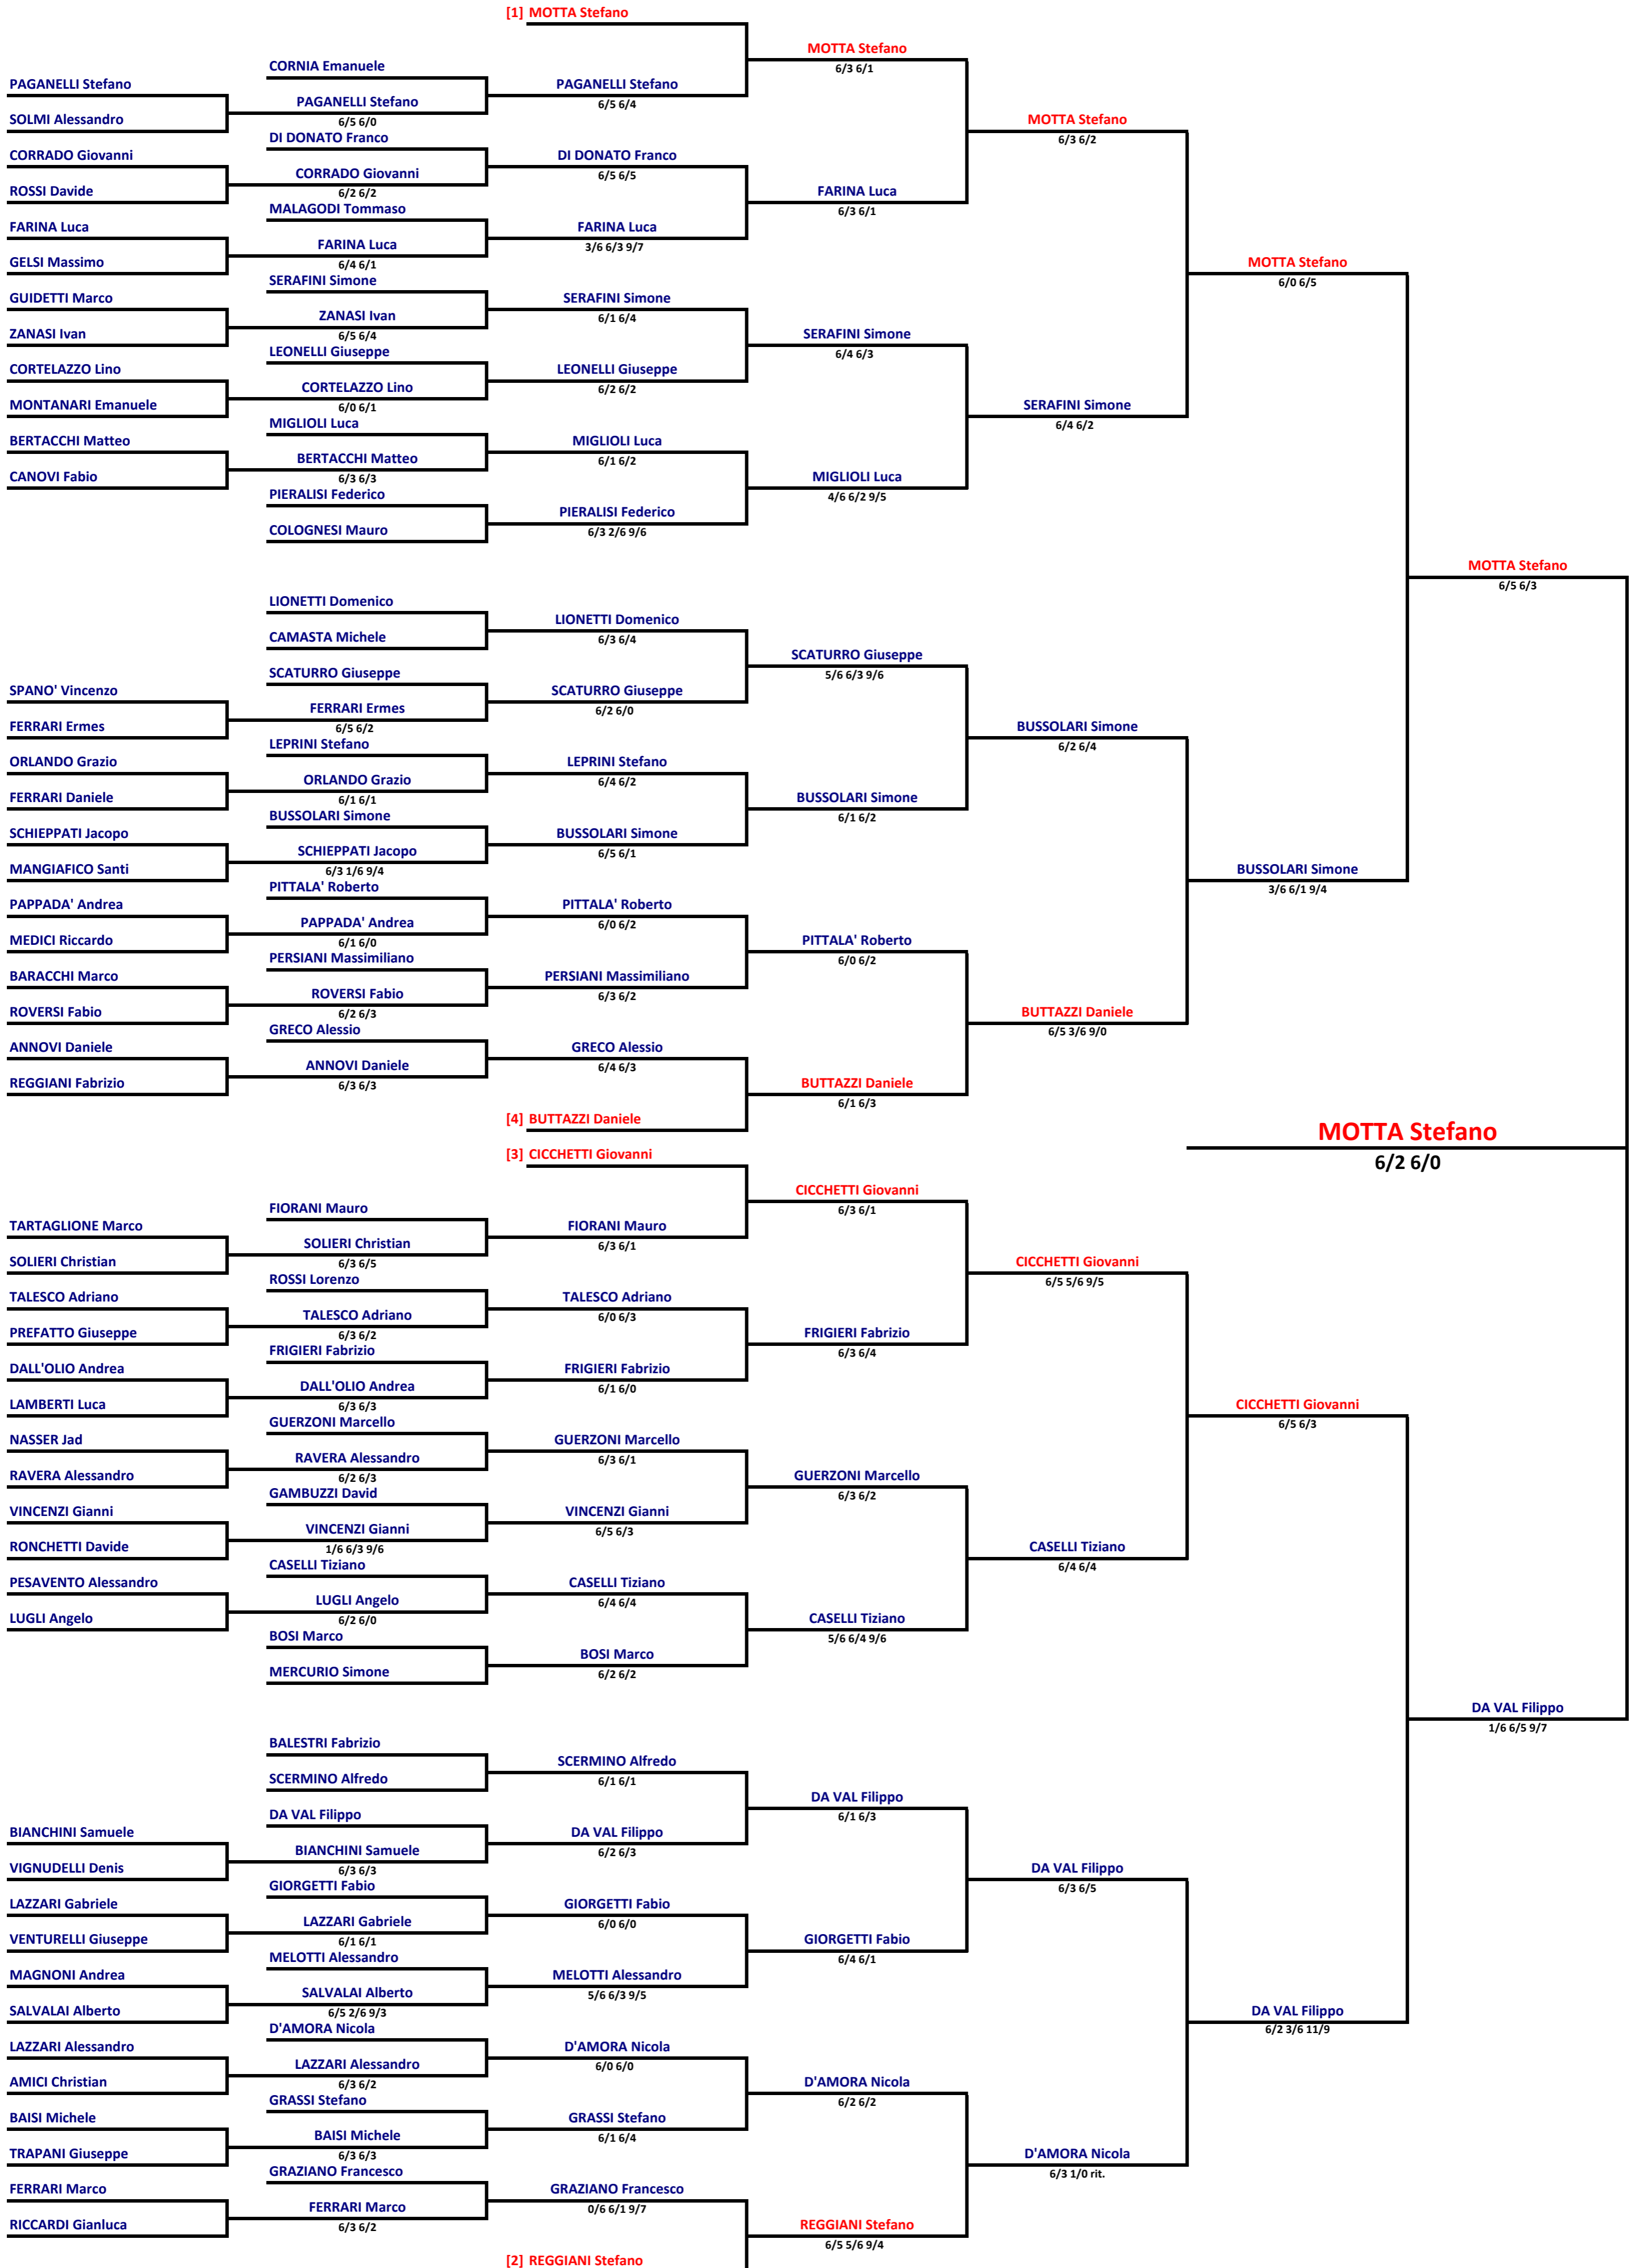 [1] MOTTA Stefano
MOTTA Stefano
6/3 6/1
CORNIA Emanuele
PAGANELLI Stefano
PAGANELLI Stefano
6/5 6/4
PAGANELLI Stefano
6/5 6/0
SOLMI Alessandro
MOTTA Stefano
6/3 6/2
DI DONATO Franco
CORRADO Giovanni
DI DONATO Franco
6/5 6/5
CORRADO Giovanni
6/2 6/2
ROSSI Davide
FARINA Luca
6/3 6/1
MALAGODI Tommaso
FARINA Luca
FARINA Luca
3/6 6/3 9/7
FARINA Luca
6/4 6/1
GELSI Massimo
MOTTA Stefano
6/0 6/5
SERAFINI Simone
GUIDETTI Marco
SERAFINI Simone
6/1 6/4
ZANASI Ivan
6/5 6/4
ZANASI Ivan
SERAFINI Simone
6/4 6/3
LEONELLI Giuseppe
CORTELAZZO Lino
LEONELLI Giuseppe
6/2 6/2
CORTELAZZO Lino
6/0 6/1
MONTANARI Emanuele
SERAFINI Simone
6/4 6/2
MIGLIOLI Luca
BERTACCHI Matteo
MIGLIOLI Luca
6/1 6/2
BERTACCHI Matteo
6/3 6/3
CANOVI Fabio
MIGLIOLI Luca
4/6 6/2 9/5
PIERALISI Federico
PIERALISI Federico
6/3 2/6 9/6
COLOGNESI Mauro
MOTTA Stefano
6/5 6/3
LIONETTI Domenico
LIONETTI Domenico
6/3 6/4
CAMASTA Michele
SCATURRO Giuseppe
5/6 6/3 9/6
SCATURRO Giuseppe
SPANO' Vincenzo
SCATURRO Giuseppe
6/2 6/0
FERRARI Ermes
6/5 6/2
FERRARI Ermes
BUSSOLARI Simone
6/2 6/4
LEPRINI Stefano
ORLANDO Grazio
LEPRINI Stefano
6/4 6/2
ORLANDO Grazio
6/1 6/1
FERRARI Daniele
BUSSOLARI Simone
6/1 6/2
BUSSOLARI Simone
SCHIEPPATI Jacopo
BUSSOLARI Simone
6/5 6/1
SCHIEPPATI Jacopo
6/3 1/6 9/4
MANGIAFICO Santi
BUSSOLARI Simone
3/6 6/1 9/4
PITTALA' Roberto
PAPPADA' Andrea
PITTALA' Roberto
6/0 6/2
PAPPADA' Andrea
6/1 6/0
MEDICI Riccardo
PITTALA' Roberto
6/0 6/2
PERSIANI Massimiliano
BARACCHI Marco
PERSIANI Massimiliano
6/3 6/2
ROVERSI Fabio
6/2 6/3
ROVERSI Fabio
BUTTAZZI Daniele
6/5 3/6 9/0
GRECO Alessio
ANNOVI Daniele
GRECO Alessio
6/4 6/3
ANNOVI Daniele
6/3 6/3
REGGIANI Fabrizio
BUTTAZZI Daniele
6/1 6/3
[4] BUTTAZZI Daniele
MOTTA Stefano
6/2 6/0
[3] CICCHETTI Giovanni
CICCHETTI Giovanni
6/3 6/1
FIORANI Mauro
TARTAGLIONE Marco
FIORANI Mauro
6/3 6/1
SOLIERI Christian
6/3 6/5
SOLIERI Christian
CICCHETTI Giovanni
6/5 5/6 9/5
ROSSI Lorenzo
TALESCO Adriano
TALESCO Adriano
6/0 6/3
TALESCO Adriano
6/3 6/2
PREFATTO Giuseppe
FRIGIERI Fabrizio
6/3 6/4
FRIGIERI Fabrizio
DALL'OLIO Andrea
FRIGIERI Fabrizio
6/1 6/0
DALL'OLIO Andrea
6/3 6/3
LAMBERTI Luca
CICCHETTI Giovanni
6/5 6/3
GUERZONI Marcello
NASSER Jad
GUERZONI Marcello
6/3 6/1
RAVERA Alessandro
6/2 6/3
RAVERA Alessandro
GUERZONI Marcello
6/3 6/2
GAMBUZZI David
VINCENZI Gianni
VINCENZI Gianni
6/5 6/3
VINCENZI Gianni
1/6 6/3 9/6
RONCHETTI Davide
CASELLI Tiziano
6/4 6/4
CASELLI Tiziano
PESAVENTO Alessandro
CASELLI Tiziano
6/4 6/4
LUGLI Angelo
6/2 6/0
LUGLI Angelo
CASELLI Tiziano
5/6 6/4 9/6
BOSI Marco
BOSI Marco
6/2 6/2
MERCURIO Simone
DA VAL Filippo
1/6 6/5 9/7
BALESTRI Fabrizio
SCERMINO Alfredo
6/1 6/1
SCERMINO Alfredo
DA VAL Filippo
6/1 6/3
DA VAL Filippo
BIANCHINI Samuele
DA VAL Filippo
6/2 6/3
BIANCHINI Samuele
6/3 6/3
VIGNUDELLI Denis
DA VAL Filippo
6/3 6/5
GIORGETTI Fabio
LAZZARI Gabriele
GIORGETTI Fabio
6/0 6/0
LAZZARI Gabriele
6/1 6/1
VENTURELLI Giuseppe
GIORGETTI Fabio
6/4 6/1
MELOTTI Alessandro
MAGNONI Andrea
MELOTTI Alessandro
5/6 6/3 9/5
SALVALAI Alberto
6/5 2/6 9/3
SALVALAI Alberto
DA VAL Filippo
6/2 3/6 11/9
D'AMORA Nicola
LAZZARI Alessandro
D'AMORA Nicola
6/0 6/0
LAZZARI Alessandro
6/3 6/2
AMICI Christian
D'AMORA Nicola
6/2 6/2
GRASSI Stefano
BAISI Michele
GRASSI Stefano
6/1 6/4
BAISI Michele
6/3 6/3
TRAPANI Giuseppe
D'AMORA Nicola
6/3 1/0 rit.
GRAZIANO Francesco
FERRARI Marco
GRAZIANO Francesco
0/6 6/1 9/7
FERRARI Marco
6/3 6/2
RICCARDI Gianluca
REGGIANI Stefano
6/5 5/6 9/4
[2] REGGIANI Stefano